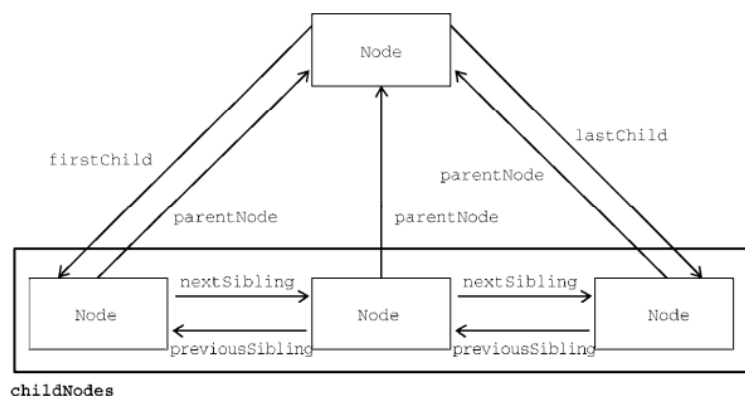 Node
lastChild
firstChild
parentNode
parentNode
parentNode
nextSibling
nextSibling
Node
Node
Node
previousSibling
previousSibling
childNodes